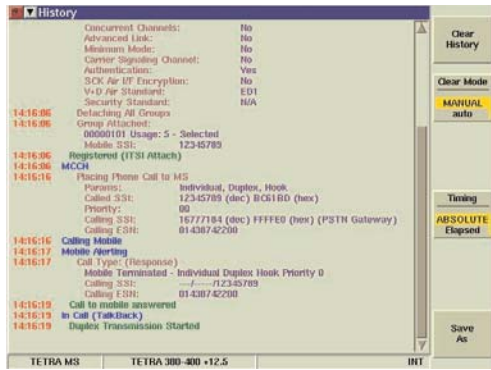 History
Concurrent Channels: No
Advanced Link: No
Minimum Mode: No
Carrier Signaling Channel: No
Authentication: Yes
SCK Air I/F Encryption: No
V+D Air Standard: ED1
Security Standard: N/A
14:16:06 Detaching All Groups
14:16:06 Group Attached:
00000101 Usage: 5 - Selected
Mobile SSI: 12345789
14:16:06 Registered (ITSI Attach)
14:16:06 MCCH
14:16:16 Placing Phone Call to MS
Params: Individual, Duplex, Hook
Called SSI: 12345789 (dec) BC61BD (hex)
Priority: 00
Calling SSI: 16777184 (dec) FFFFE0 (hex) (PSTN Gateway)
Calling ESN: 01438742200
14:16:16 Calling Mobile
14:16:17 Mobile Alerting
14:16:17 Call Type: (Response)
Mobile Terminated - Individual Duplex Hook Priority 0
Calling SSI: ---/-----/12345789
Calling ESN: 01438742200
14:16:19 Call to mobile answered
14:16:19 In Call (TalkBack)
14:16:19 Duplex Transmission Started
TETRA MS TETRA 380-400 +12.5 INT
Clear
History
Clear Mode
MANUAL
auto
Timing
ABSOLUTE
Elapsed
Save
As